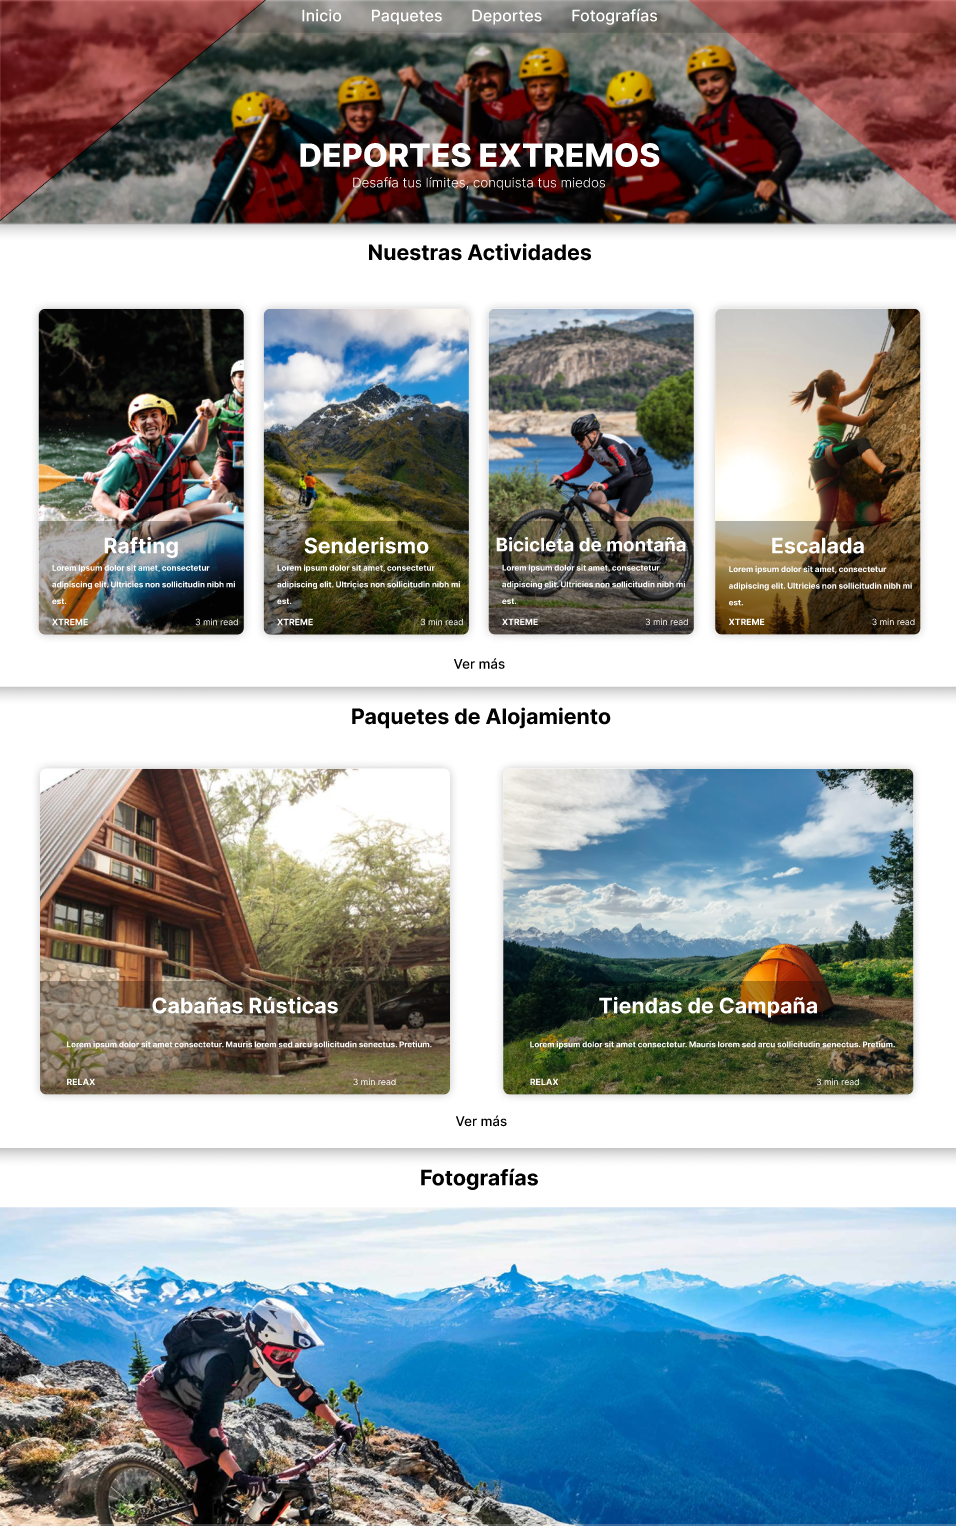 Inicio Paquetes Deportes Fotografías
DEPORTES EXTREMOS
Desafía tus límites, conquista tus miedos
Nuestras Actividades
Rafting
Lorem ipsum dolor sit amet, consectetur
adipiscing elit. Ultricies non sollicitudin nibh mi
est.
XTREME 3 min read
Senderismo
Lorem ipsum dolor sit amet, consectetur
adipiscing elit. Ultricies non sollicitudin nibh mi
est.
XTREME 3 min read
Bicicleta de montaña
Lorem ipsum dolor sit amet, consectetur
adipiscing elit. Ultricies non sollicitudin nibh mi
est.
XTREME 3 min read
Escalada
Lorem ipsum dolor sit amet, consectetur
adipiscing elit. Ultricies non sollicitudin nibh mi
est.
XTREME 3 min read
Ver más
Paquetes de Alojamiento
Cabañas Rústicas
Lorem ipsum dolor sit amet consectetur. Mauris lorem sed arcu sollicitudin senectus. Pretium.
RELAX 3 min read
Tiendas de Campaña
Lorem ipsum dolor sit amet consectetur. Mauris lorem sed arcu sollicitudin senectus. Pretium.
RELAX 3 min read
Ver más
Fotografías